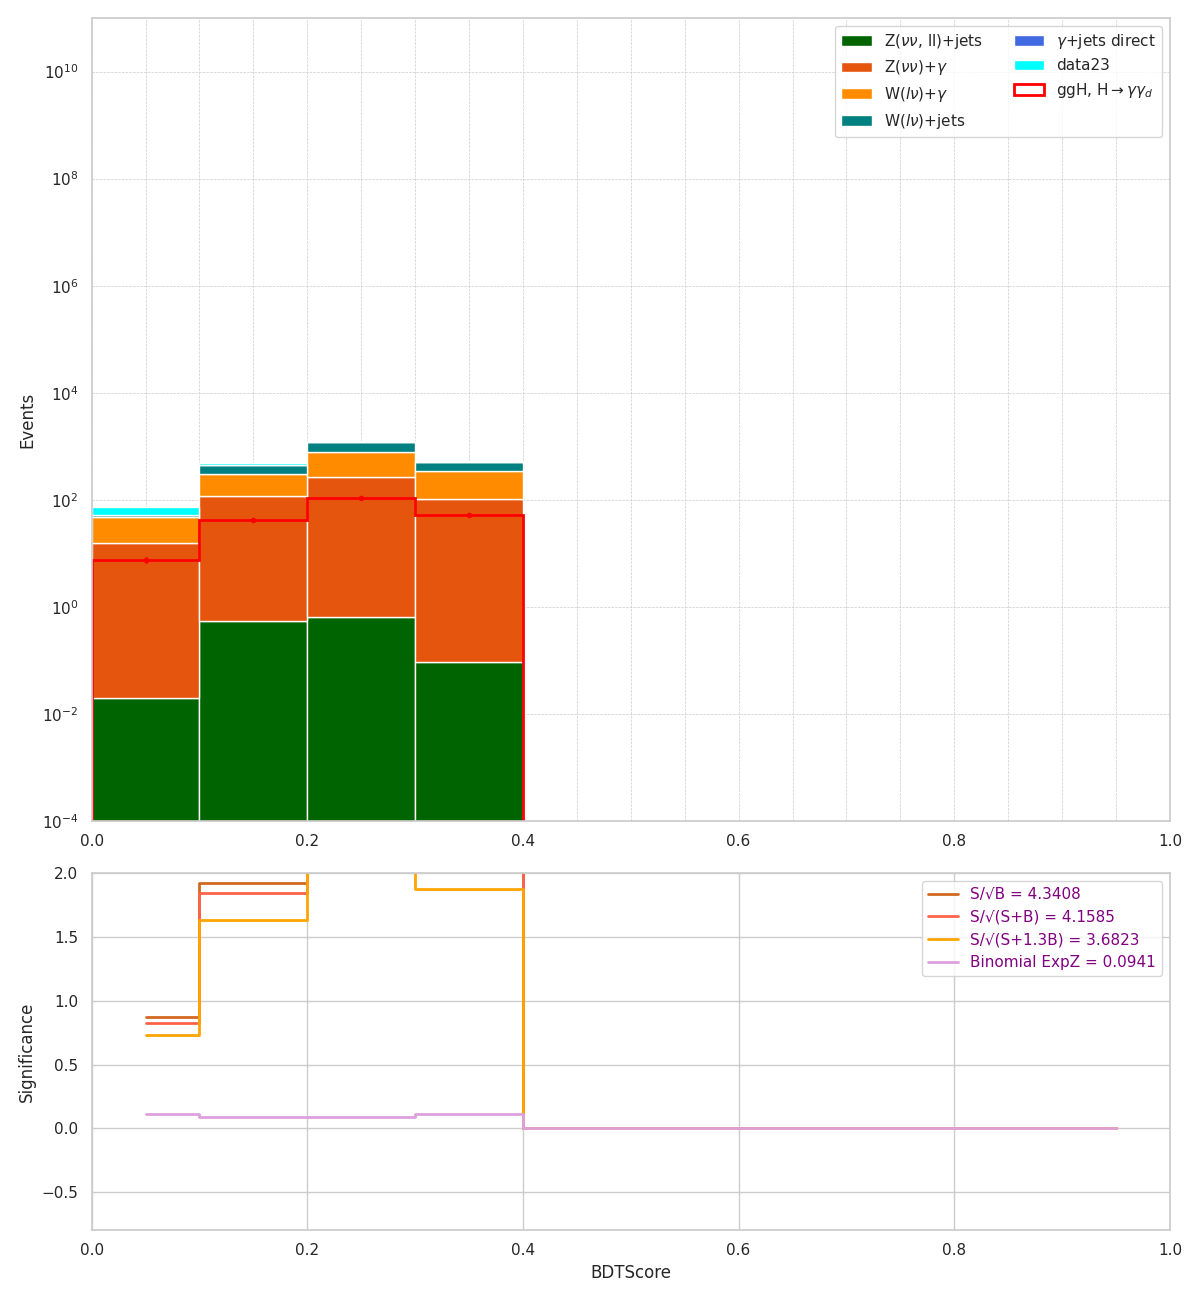 Z(νν, ll)+jets
Z(νν)+γ
W(lν)+γ
W(lν)+jets
γ+jets direct
data23
ggH, H→γγ_d
Events
10^10
10^8
10^6
10^4
10^2
10^0
10^−2
10^−4
0.0 0.2 0.4 0.6 0.8 1.0
S/√B = 4.3408
S/√(S+B) = 4.1585
S/√(S+1.3B) = 3.6823
Binomial ExpZ = 0.0941
Significance
2.0
1.5
1.0
0.5
0.0
−0.5
0.0 0.2 0.4 0.6 0.8 1.0
BDTScore